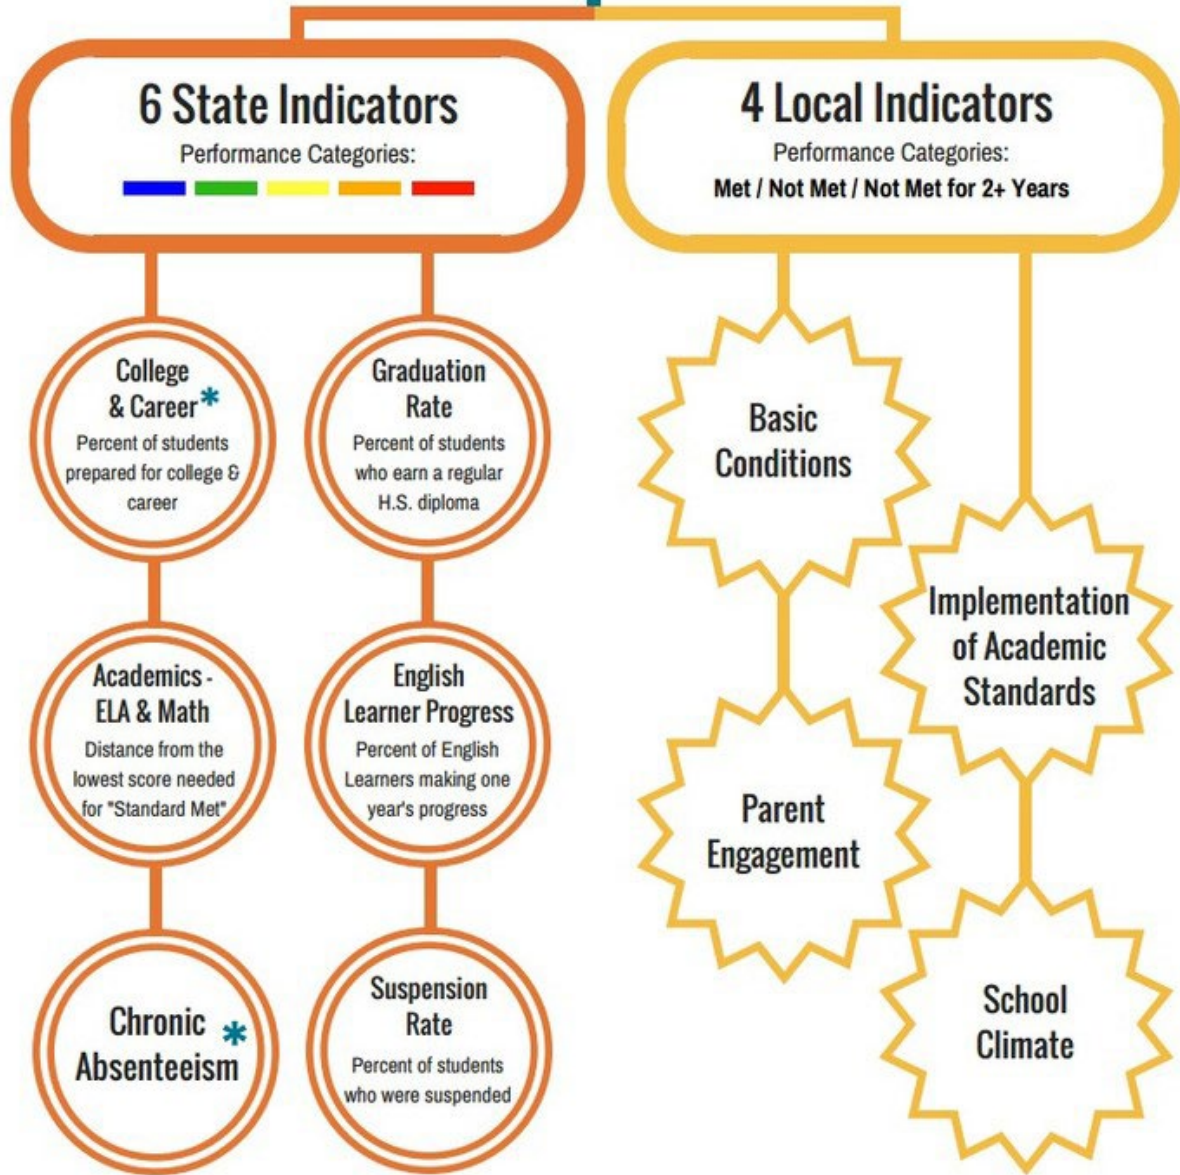 6 State Indicators
Performance Categories:
4 Local Indicators
Performance Categories:
Met / Not Met / Not Met for 2+ Years
College
& Career*
Percent of students
prepared for college &
career
Graduation
Rate
Percent of students
who earn a regular
H.S. diploma
Academics -
ELA & Math
Distance from the
lowest score needed
for "Standard Met"
English
Learner Progress
Percent of English
Learners making one
year's progress
Chronic
Absenteeism *
Suspension
Rate
Percent of students
who were suspended
Basic
Conditions
Implementation
of Academic
Standards
Parent
Engagement
School
Climate